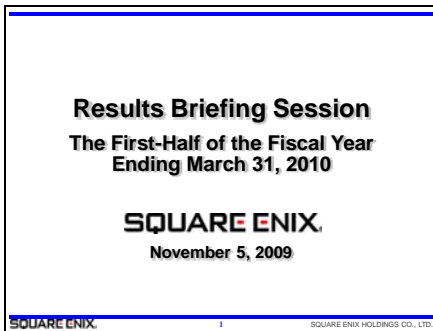 Results Briefing Session
The First-Half of the Fiscal Year
Ending March 31, 2010
SQUARE ENIX.
November 5, 2009
SQUARE ENIX. 1 SQUARE ENIX HOLDINGS CO., LTD.